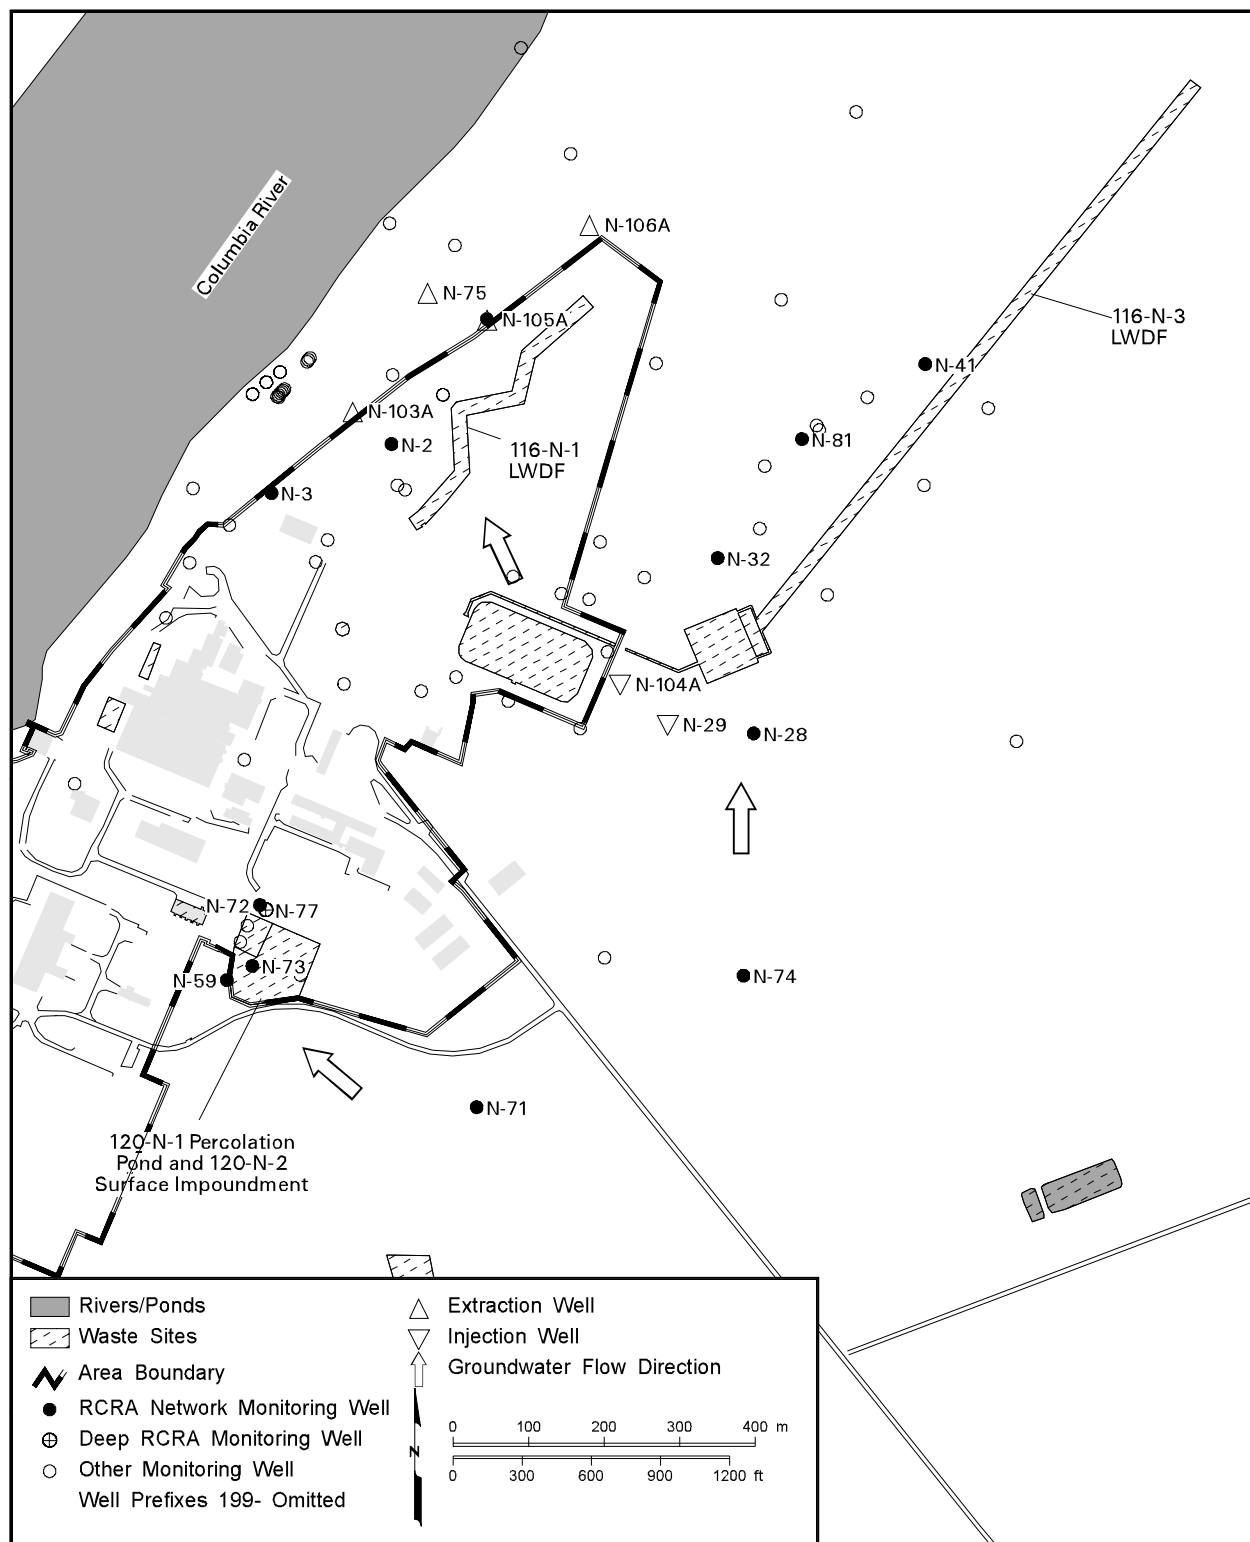 Columbia River
N-106A
N-75
N-105A
116-N-3
LWDF
N-41
N-103A
N-2
N-81
116-N-1
LWDF
N-3
N-32
N-104A
N-29
N-28
N-72
N-77
N-73
N-59
N-74
N-71
120-N-1 Percolation
Pond and 120-N-2
Surface Impoundment
Rivers/Ponds
Waste Sites
Area Boundary
RCRA Network Monitoring Well
Deep RCRA Monitoring Well
Other Monitoring Well
Well Prefixes 199- Omitted
Extraction Well
Injection Well
Groundwater Flow Direction
N
0 100 200 300 400 m
0 300 600 900 1200 ft